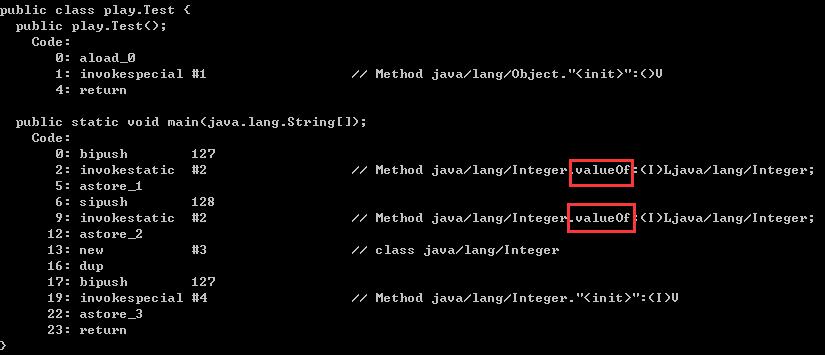 public class play.Test {
  public play.Test();
    Code:
       0: aload_0
       1: invokespecial #1                  // Method java/lang/Object."<init>":()V
       4: return

  public static void main(java.lang.String[]);
    Code:
       0: bipush        127
       2: invokestatic  #2                  // Method java/lang/Integer.valueOf:(I)Ljava/lang/Integer;
       5: astore_1
       6: sipush        128
       9: invokestatic  #2                  // Method java/lang/Integer.valueOf:(I)Ljava/lang/Integer;
      12: astore_2
      13: new           #3                  // class java/lang/Integer
      16: dup
      17: bipush        127
      19: invokespecial #4                  // Method java/lang/Integer."<init>":(I)V
      22: astore_3
      23: return
}